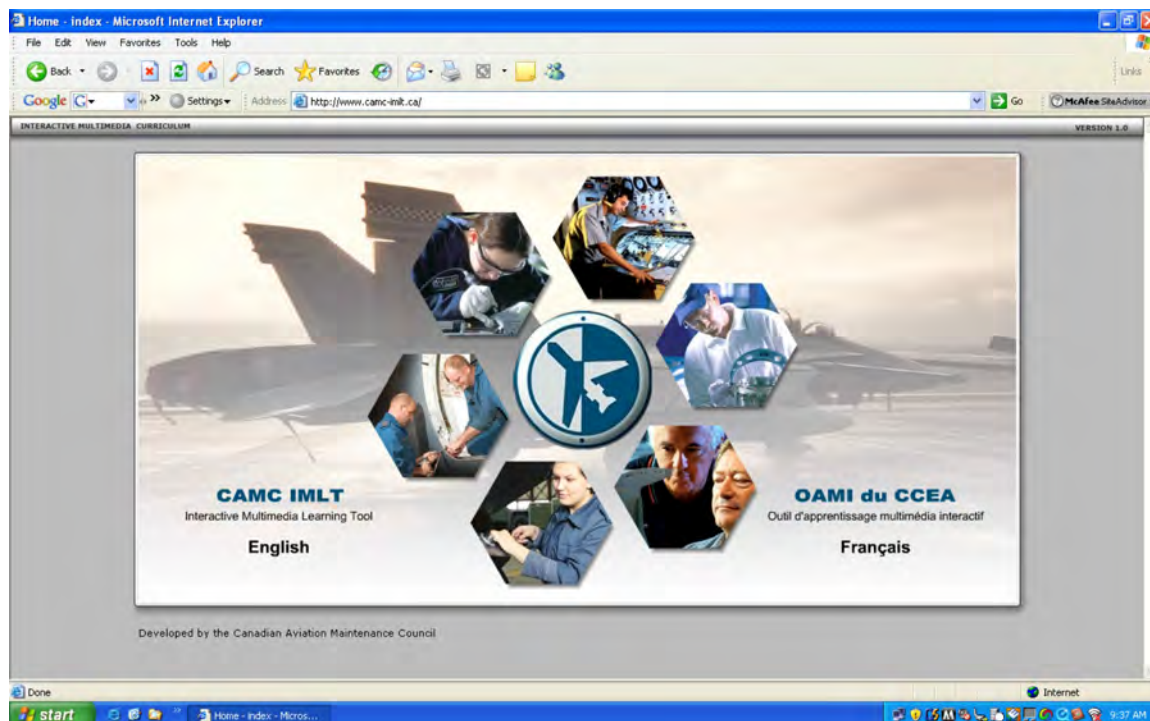 Home - index - Microsoft Internet Explorer
File Edit View Favorites Tools Help
Back Search Favorites Links
Google Settings Address http://www.camc-imlt.ca/ Go McAfee SiteAdvisor
INTERACTIVE MULTIMEDIA CURRICULUM VERSION 1.0
CAMC IMLT OAMI du CCEA
Interactive Multimedia Learning Tool Outil d'apprentissage multimédia interactif
English Français
Developed by the Canadian Aviation Maintenance Council
Done Internet
start Home - index - Micros... 9:37 AM